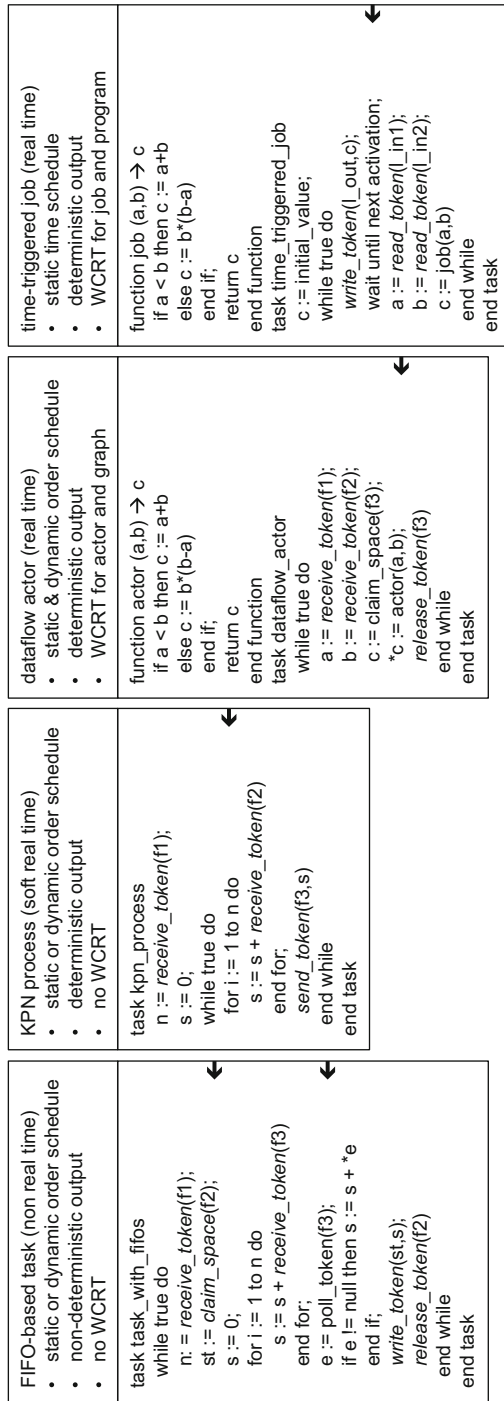 FIFO-based task (non real time)
• static or dynamic order schedule
• non-deterministic output
• no WCRT
task task_with_fifos
while true do
n: = receive_token(f1);
st := claim_space(f2);
s := 0;
for i := 1 to n do
s := s + receive_token(f3)
end for;
e := poll_token(f3);
if e != null then s := s + *e
end if;
write_token(st,s);
release_token(f2)
end while
end task
KPN process (soft real time)
• static or dynamic order schedule
• deterministic output
• no WCRT
task kpn_process
n := receive_token(f1);
s := 0;
while true do
for i := 1 to n do
s := s + receive_token(f2)
end for;
send_token(f3,s)
end while
end task
dataflow actor (real time)
• static & dynamic order schedule
• deterministic output
• WCRT for actor and graph
function actor (a,b) → c
if a < b then c := a+b
else c := b*(b-a)
end if;
return c
end function
task dataflow_actor
while true do
a := receive_token(f1);
b := receive_token(f2);
c := claim_space(f3);
*c := actor(a,b);
release_token(f3)
end while
end task
time-triggered job (real time)
• static time schedule
• deterministic output
• WCRT for job and program
function job (a,b) → c
if a < b then c := a+b
else c := b*(b-a)
end if;
return c
end function
task time_triggerred_job
c := initial_value;
while true do
write_token(l_out,c);
wait until next activation;
a := read_token(l_in1);
b := read_token(l_in2);
c := job(a,b)
end while
end task